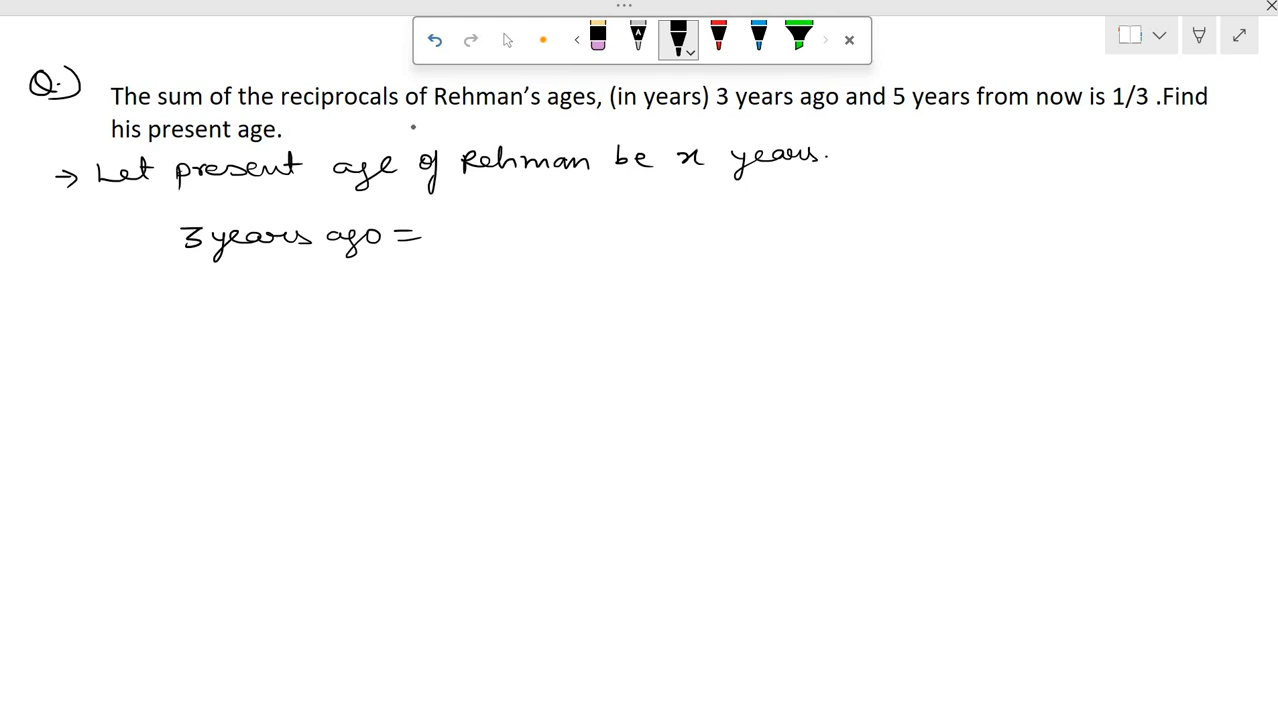 Q.) The sum of the reciprocals of Rehman’s ages, (in years) 3 years ago and 5 years from now is 1/3 .Find
his present age.
→ Let present age of Rehman be x years.
3 years ago =